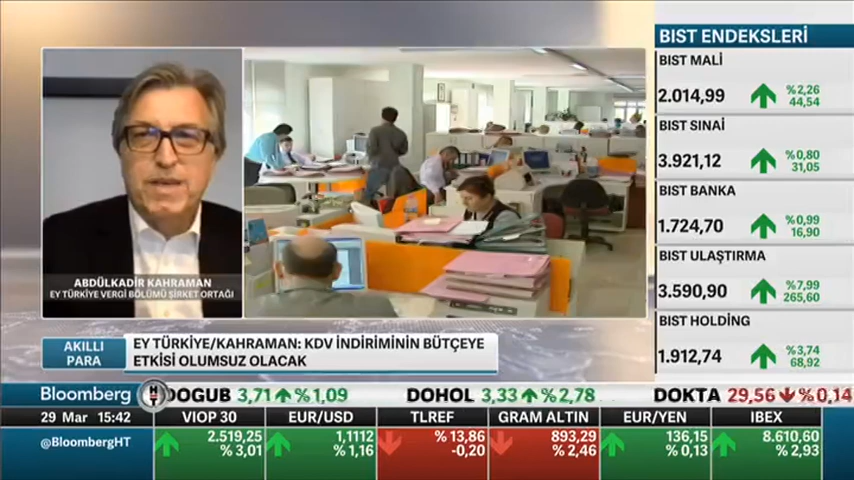 BIST ENDEKSLERİ
BIST MALİ
2.014,99 %2,26
44,54
BIST SINAİ
3.921,12 %0,80
31,05
BIST BANKA
1.724,70 %0,99
16,90
BIST ULAŞTIRMA
3.590,90 %7,99
265,60
BIST HOLDİNG
1.912,74 %3,74
68,92
ABDÜLKADİR KAHRAMAN
EY TÜRKİYE VERGİ BÖLÜMÜ ŞİRKET ORTAĞI
AKILLI
PARA
EY TÜRKİYE/KAHRAMAN: KDV İNDİRİMİNİN BÜTÇEYE
ETKİSİ OLUMSUZ OLACAK
Bloomberg HT DOGUB 3,71 %1,09 DOHOL 3,33 %2,78 DOKTA 29,56 %0,14
29 Mar 15:42 VIOP 30 EUR/USD TLREF GRAM ALTIN EUR/YEN IBEX
@BloombergHT 2.519,25 1,1112 %13,86 893,29 136,15 8.610,60
%3,01 %1,16 -0,20 %2,46 %0,13 %2,93